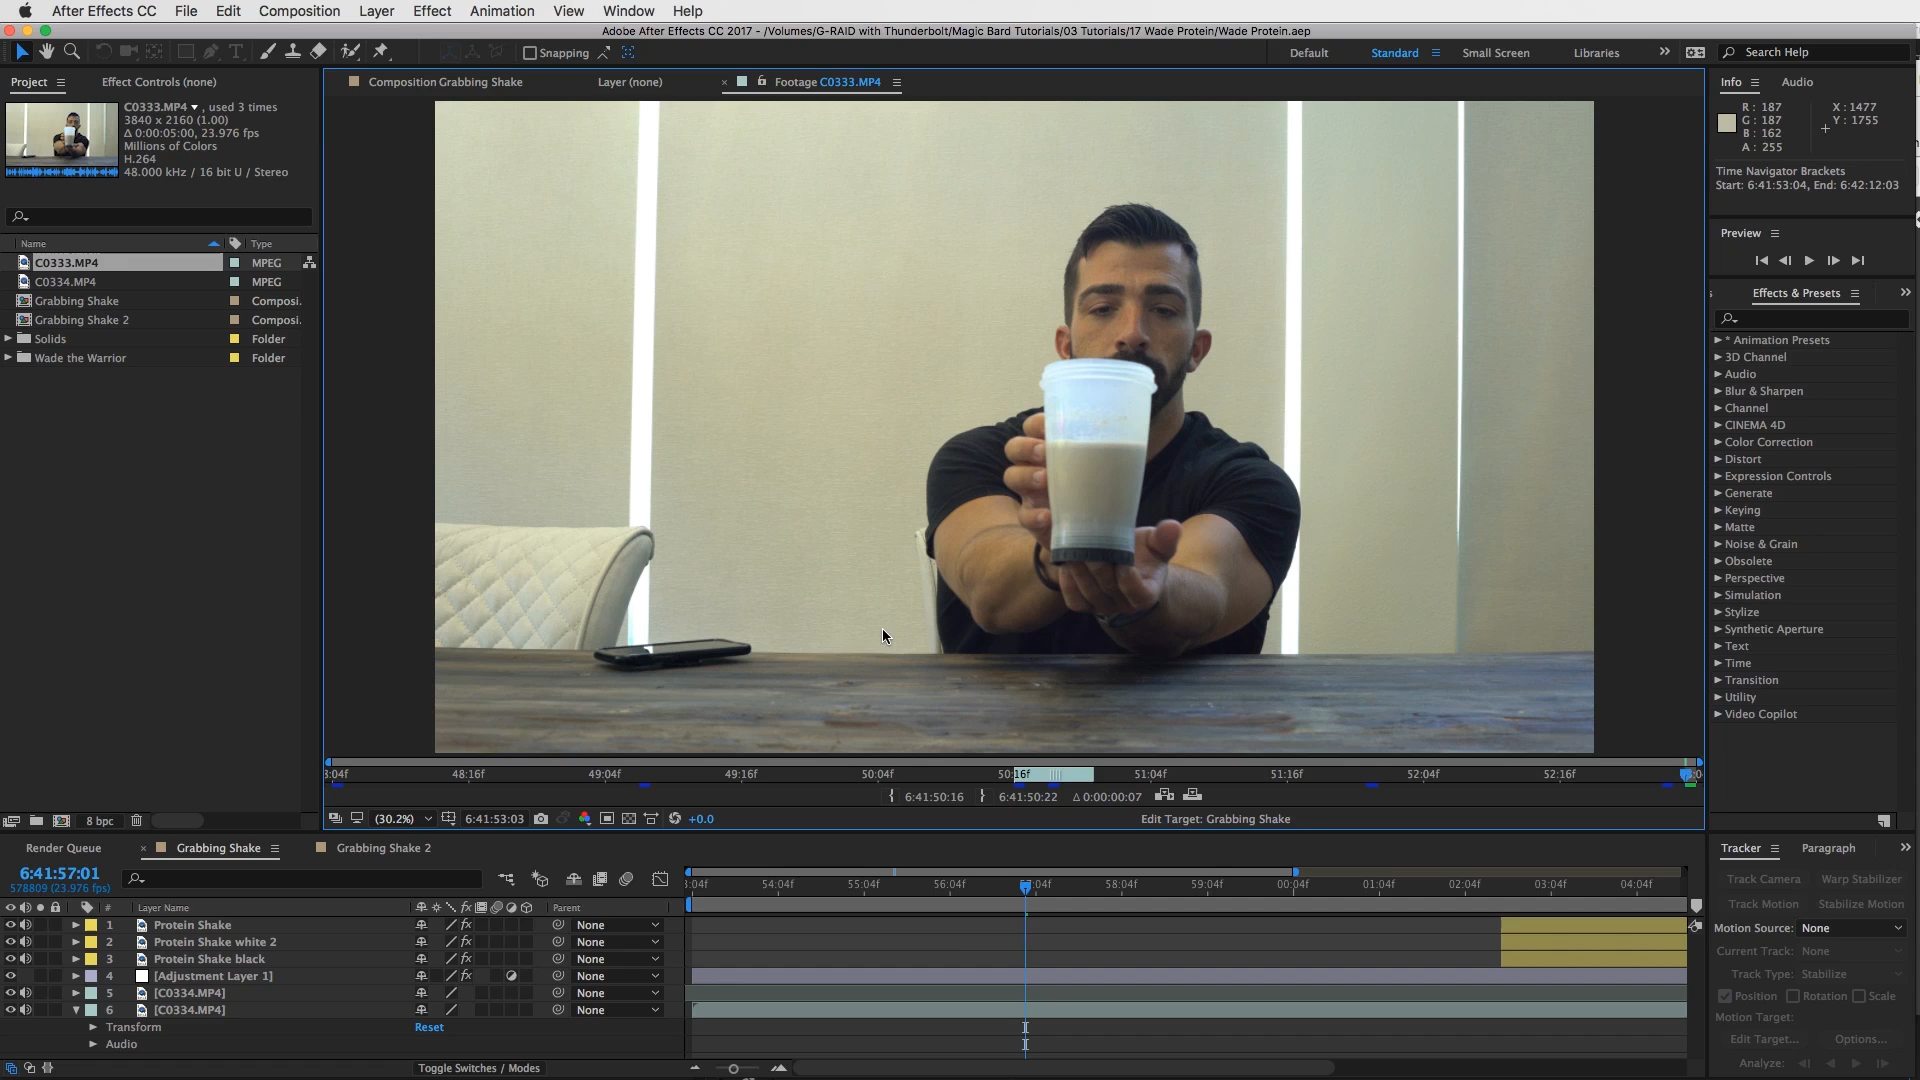 After Effects CC File Edit Composition Layer Effect Animation View Window Help
Adobe After Effects CC 2017 - /Volumes/G-RAID with Thunderbolt/Magic Bard Tutorials/03 Tutorials/17 Wade Protein/Wade Protein.aep
Snapping Default Standard Small Screen Libraries Search Help
Project Effect Controls (none)
Composition Grabbing Shake Layer (none) Footage C0333.MP4
Info Audio
C0333.MP4 , used 3 times
3840 x 2160 (1.00)
Δ 0:00:05:00, 23.976 fps
Millions of Colors
H.264
48.000 kHz / 16 bit U / Stereo
R: 187 X: 1477
G: 187 Y: 1755
B: 162
A: 255
Time Navigator Brackets
Start: 6:41:53:04, End: 6:42:12:03
Preview
Name Type
C0333.MP4 MPEG
C0334.MP4 MPEG
Grabbing Shake Composi.
Grabbing Shake 2 Composi.
Solids Folder
Wade the Warrior Folder
Effects & Presets
* Animation Presets
3D Channel
Audio
Blur & Sharpen
Channel
CINEMA 4D
Color Correction
Distort
Expression Controls
Generate
Keying
Matte
Noise & Grain
Obsolete
Perspective
Simulation
Stylize
Synthetic Aperture
Text
Time
Transition
Utility
Video Copilot
3:04f 48:16f 49:04f 49:16f 50:04f 50:16f 51:04f 51:16f 52:04f 52:16f
6:41:50:16 6:41:50:22 Δ 0:00:00:07
(30.2%) 6:41:53:03 +0.0 Edit Target: Grabbing Shake
8 bpc
Render Queue Grabbing Shake Grabbing Shake 2
6:41:57:01
578809 (23.976 fps)
3:04f 54:04f 55:04f 56:04f 57:04f 58:04f 59:04f 00:04f 01:04f 02:04f 03:04f 04:04f
# Layer Name fx Parent
1 Protein Shake fx None
2 Protein Shake white 2 fx None
3 Protein Shake black fx None
4 [Adjustment Layer 1] fx None
5 [C0334.MP4] None
6 [C0334.MP4] None
Transform Reset
Audio
Toggle Switches / Modes
Tracker Paragraph
Track Camera Warp Stabilizer
Track Motion Stabilize Motion
Motion Source: None
Current Track: None
Track Type: Stabilize
Position Rotation Scale
Motion Target:
Edit Target... Options...
Analyze: